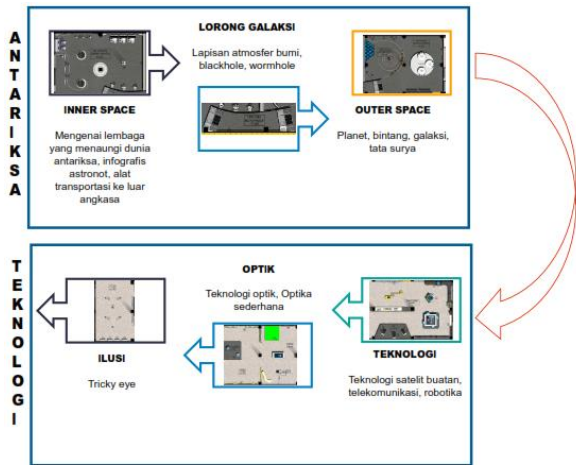 ANTARIKSA
INNER SPACE
Mengenai lembaga
yang menaungi dunia
antariksa, infografis
astronot, alat
transportasi ke luar
angkasa
LORONG GALAKSI
Lapisan atmosfer bumi,
blackhole, wormhole
OUTER SPACE
Planet, bintang, galaksi,
tata surya
TEKNOLOGI
TEKNOLOGI
Teknologi satelit buatan,
telekomunikasi, robotika
OPTIK
Teknologi optik, Optika
sederhana
ILUSI
Tricky eye